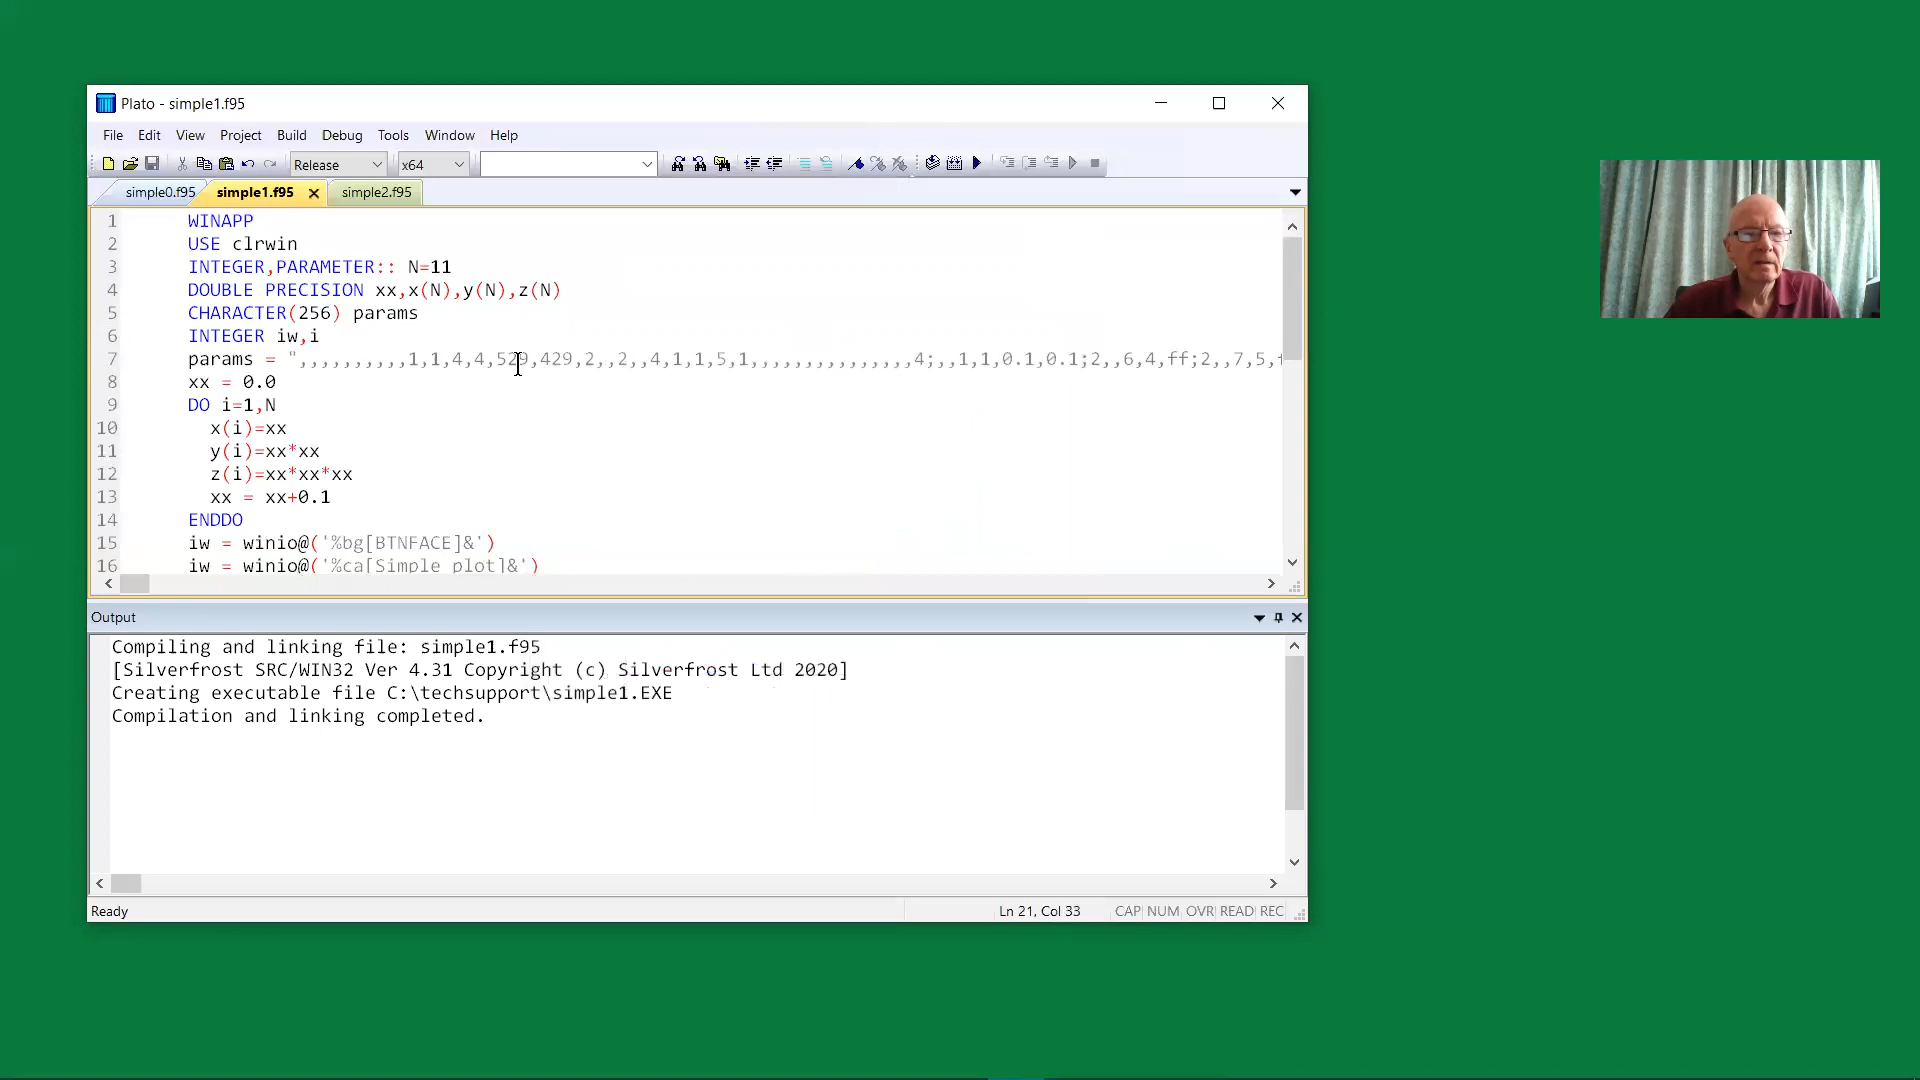 Plato - simple1.f95
File Edit View Project Build Debug Tools Window Help
Release x64
simple0.f95 simple1.f95 simple2.f95
1 WINAPP
2 USE clrwin
3 INTEGER,PARAMETER:: N=11
4 DOUBLE PRECISION xx,x(N),y(N),z(N)
5 CHARACTER(256) params
6 INTEGER iw,i
7 params = ",,,,,,,,,,1,1,4,4,529,429,2,,2,,4,1,1,5,1,,,,,,,,,,,,,,,4;,,1,1,0.1,0.1;2,,6,4,ff;2,,7,5,
8 xx = 0.0
9 DO i=1,N
10 x(i)=xx
11 y(i)=xx*xx
12 z(i)=xx*xx*xx
13 xx = xx+0.1
14 ENDDO
15 iw = winio@('%bg[BTNFACE]&')
16 iw = winio@('%ca[Simple plot]&')
Output
Compiling and linking file: simple1.f95
[Silverfrost SRC/WIN32 Ver 4.31 Copyright (c) Silverfrost Ltd 2020]
Creating executable file C:\techsupport\simple1.EXE
Compilation and linking completed.
Ready Ln 21, Col 33 CAP NUM OVR READ REC